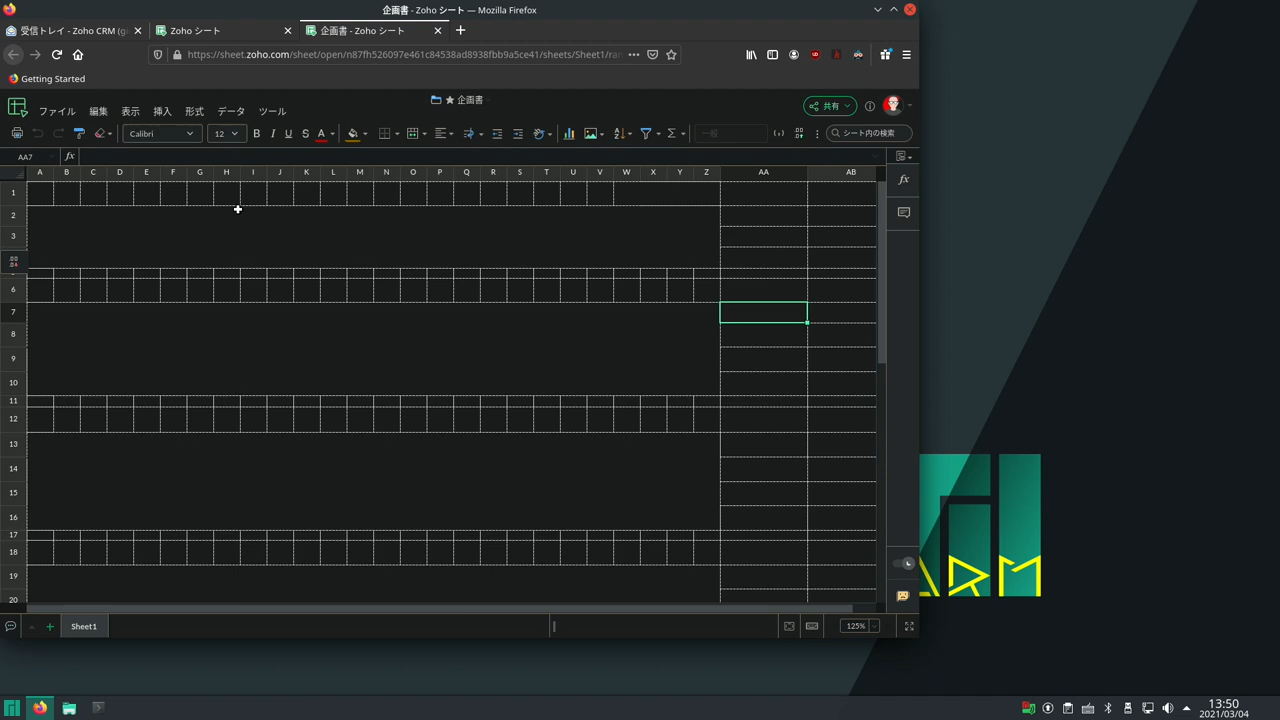 企画書 - Zoho シート — Mozilla Firefox
受信トレイ - Zoho CRM (g
Zoho シート
企画書 - Zoho シート
https://sheet.zoho.com/sheet/open/n87fh526097e461c84538ad8938fbb9a5ce41/sheets/Sheet1/ran
Getting Started
企画書
ファイル 編集 表示 挿入 形式 データ ツール
共有
Calibri 12 B I U S A
一般
シート内の検索
AA7 fx
A B C D E F G H I J K L M N O P Q R S T U V W X Y Z AA AB
1
2
3
6
7
8
9
10
11
12
13
14
15
16
17
18
19
20
fx
Sheet1
125%
ARM
13:50
2021/03/04